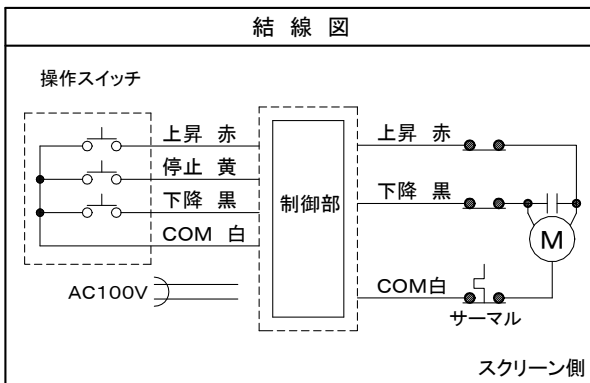 結線図
操作スイッチ
上昇 赤
停止 黄
下降 黒
COM 白
AC100V
制御部
上昇 赤
下降 黒
COM白
サーマル
M
スクリーン側